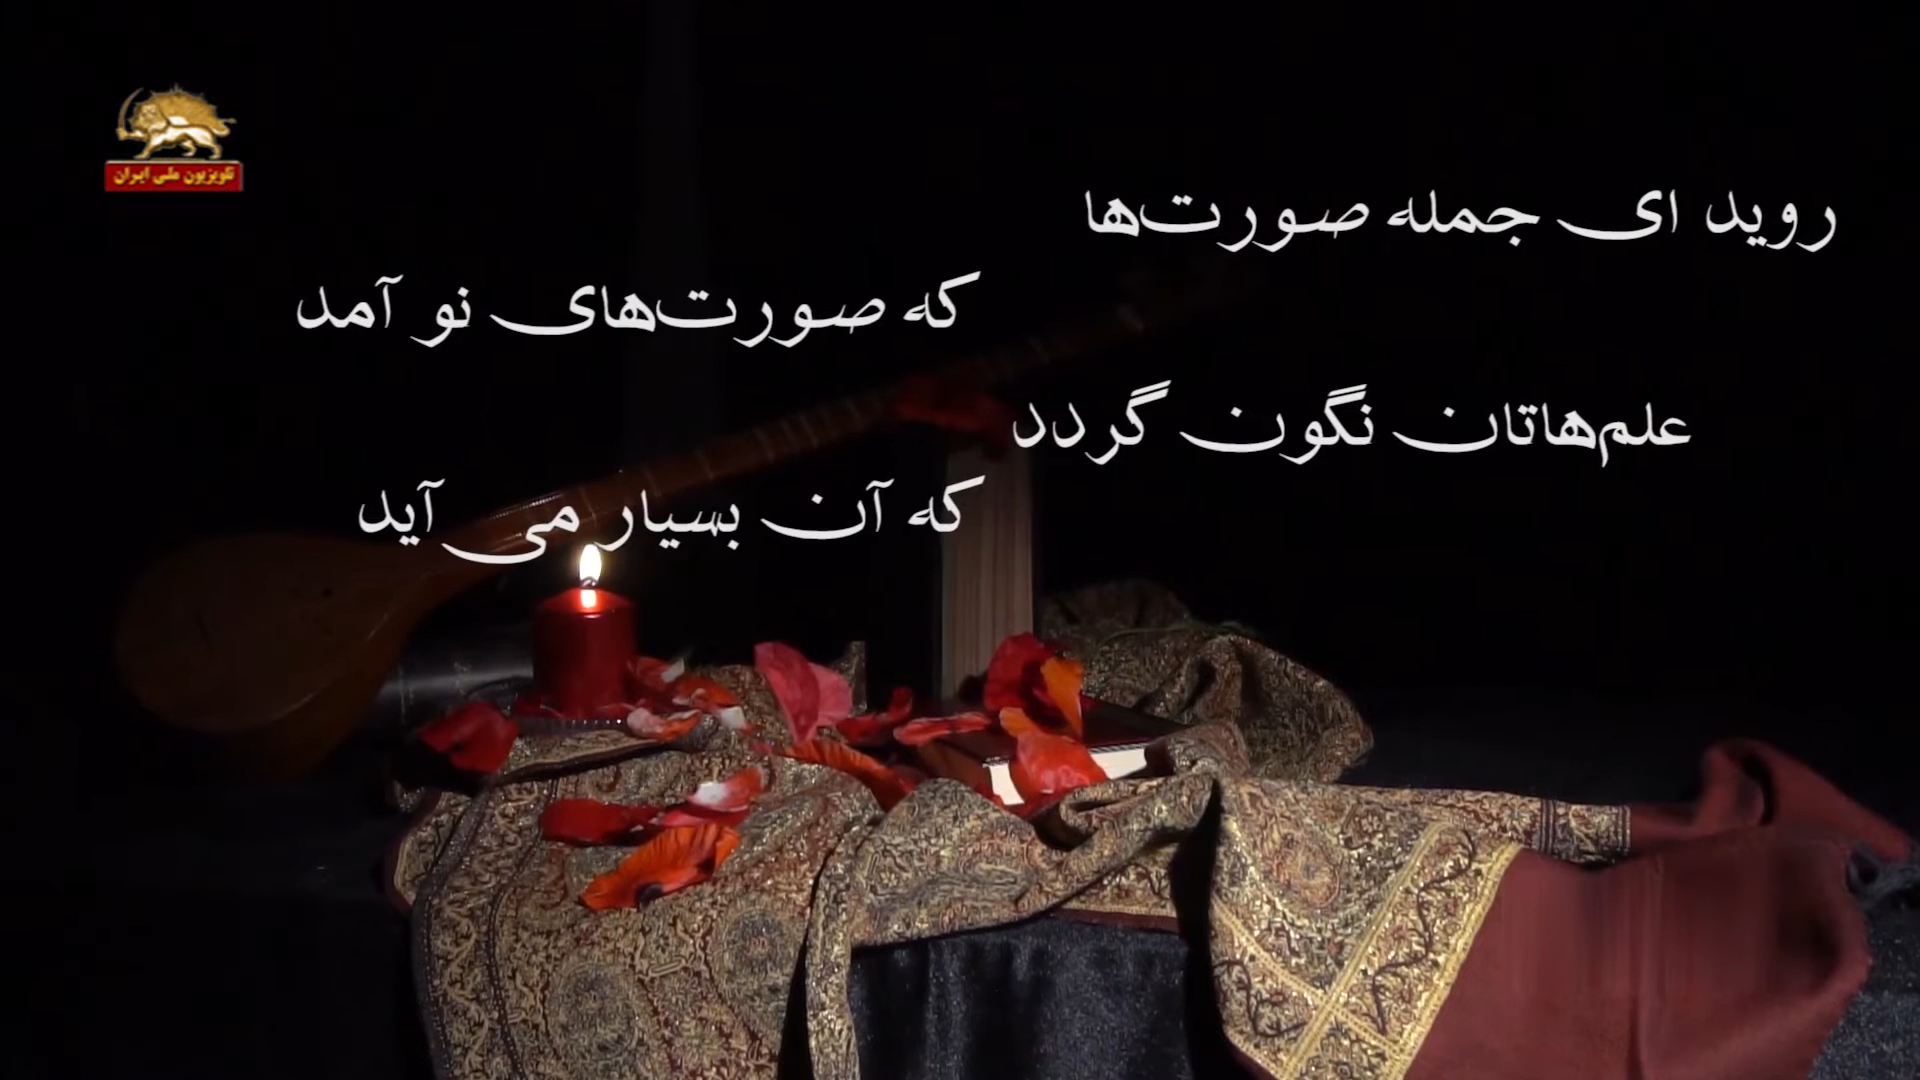 تلویزیون ملی ایران
روید ای جمله صورت‌ها
که صورت‌های نو آمد
علم‌هاتان نگون گردد
که آن بسیار می آید